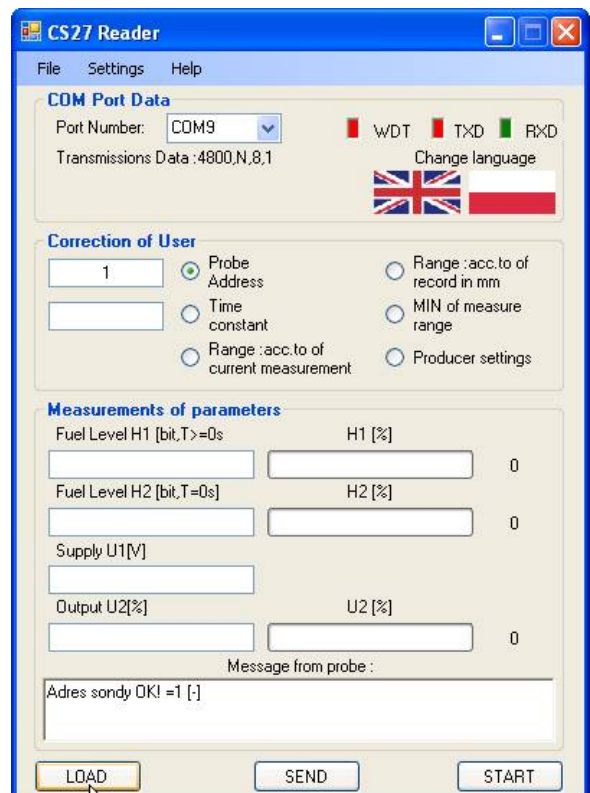 CS27 Reader
File Settings Help
COM Port Data
Port Number: COM9 WDT TXD RXD
Transmissions Data :4800,N,8,1 Change language
Correction of User
1
Probe
Address
Range :acc.to of
record in mm
Time
constant
MIN of measure
range
Range :acc.to of
current measurement
Producer settings
Measurements of parameters
Fuel Level H1 [bit,T>=0s H1 [%]
0
Fuel Level H2 [bit,T=0s] H2 [%]
0
Supply U1[V]
Output U2[%] U2 [%]
0
Message from probe :
Adres sondy OK! =1 [-]
LOAD SEND START